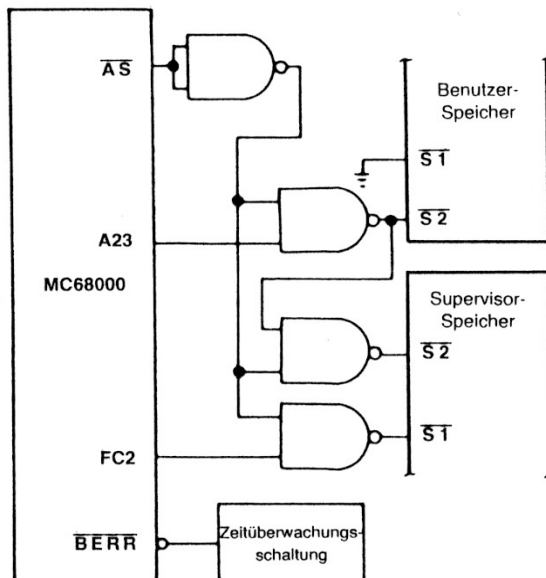 AS
Benutzer-
Speicher
S1
S2
A23
MC68000
Supervisor-
Speicher
S2
S1
FC2
BERR
Zeitüberwachungs-
schaltung